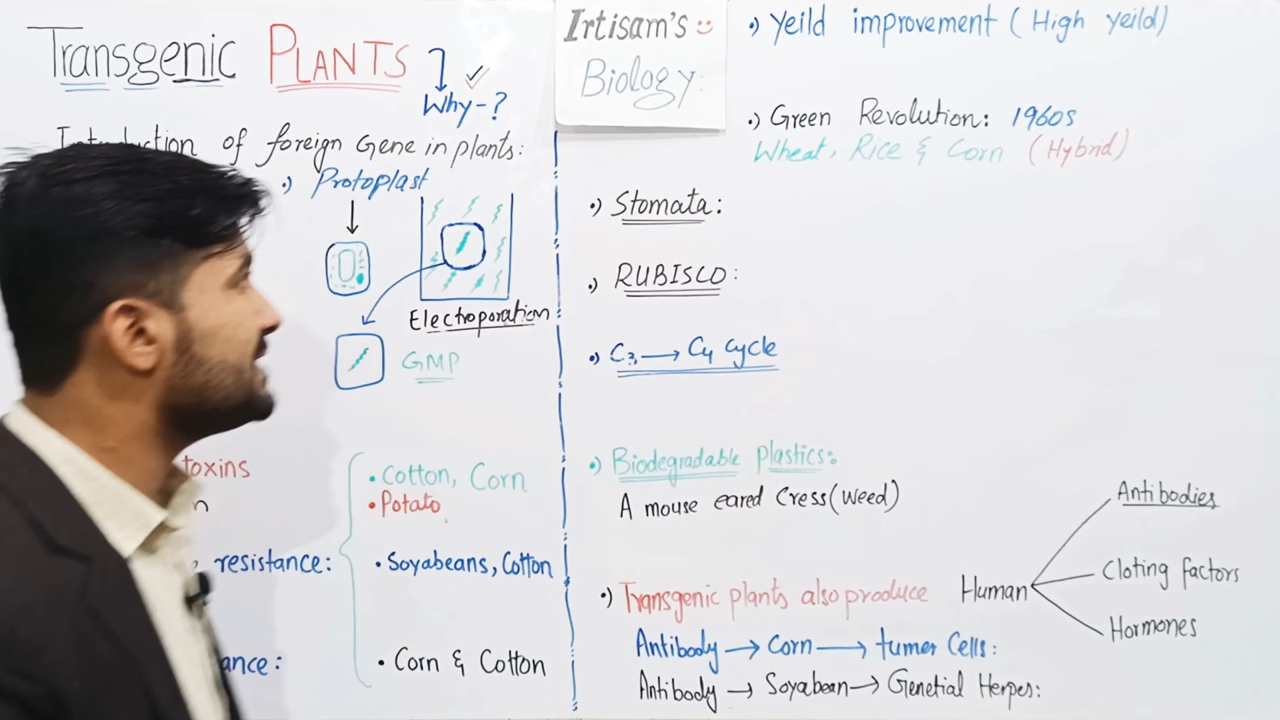 Transgenic PLANTS
Why-?
of foreign Gene in plants:
•) Protoplast
Electroporation
GMP
toxins
• Cotton, Corn
• Potato
resistance:
• Soyabeans, Cotton
• Corn & Cotton
Irtisam's
Biology:
•) Yeild improvement (High yeild)
•) Green Revolution: 1960s
Wheat, Rice & Corn (Hybrid)
•) Stomata:
•) RUBISCO:
•) C3 → C4 cycle
•) Biodegradable plastics:
A mouse eared Cress (weed)
•) Transgenic plants also produce Human
Antibodies
Cloting factors
Hormones
Antibody → Corn → tumer Cells:
Antibody → Soyabean → Genetial Herpes: